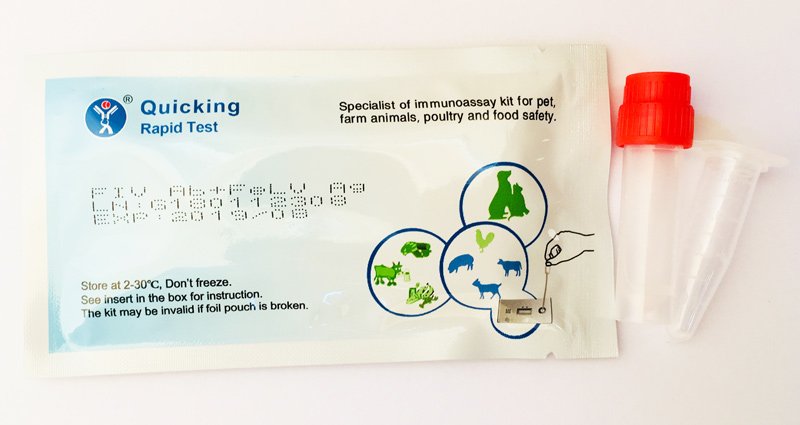 Quicking ®
Rapid Test
Specialist of immunoassay kit for pet,
farm animals, poultry and food safety.
FIV Ab+FeLV Ag
LN:G180112308
EXP:2019/08
Store at 2-30℃, Don't freeze.
See insert in the box for instruction.
The kit may be invalid if foil pouch is broken.